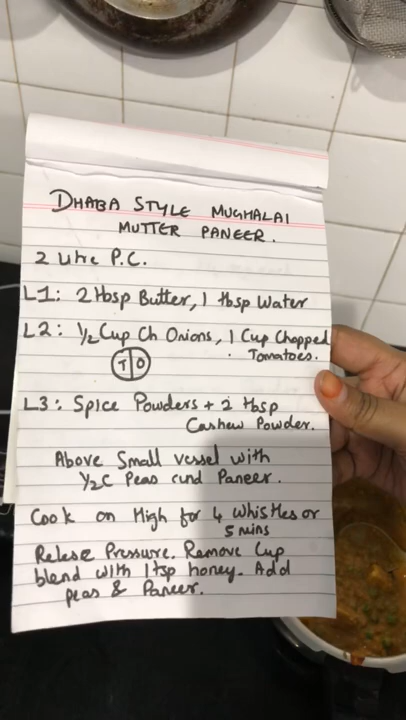 DHABA STYLE MUGHALAI
MUTTER PANEER.
2 Litre P.C.
L1: 2 tbsp Butter, 1 tbsp Water
L2: 1/2 Cup Ch Onions, 1 Cup Chopped
Tomatoes.
T O
L3: Spice Powders + 2 tbsp
Cashew Powder.
Above Small vessel with
1/2 C Peas and Paneer.
Cook on High for 4 whistles or
5 mins
Relese Pressure. Remove Cup
blend with 1 tsp honey. Add
peas & Paneer.